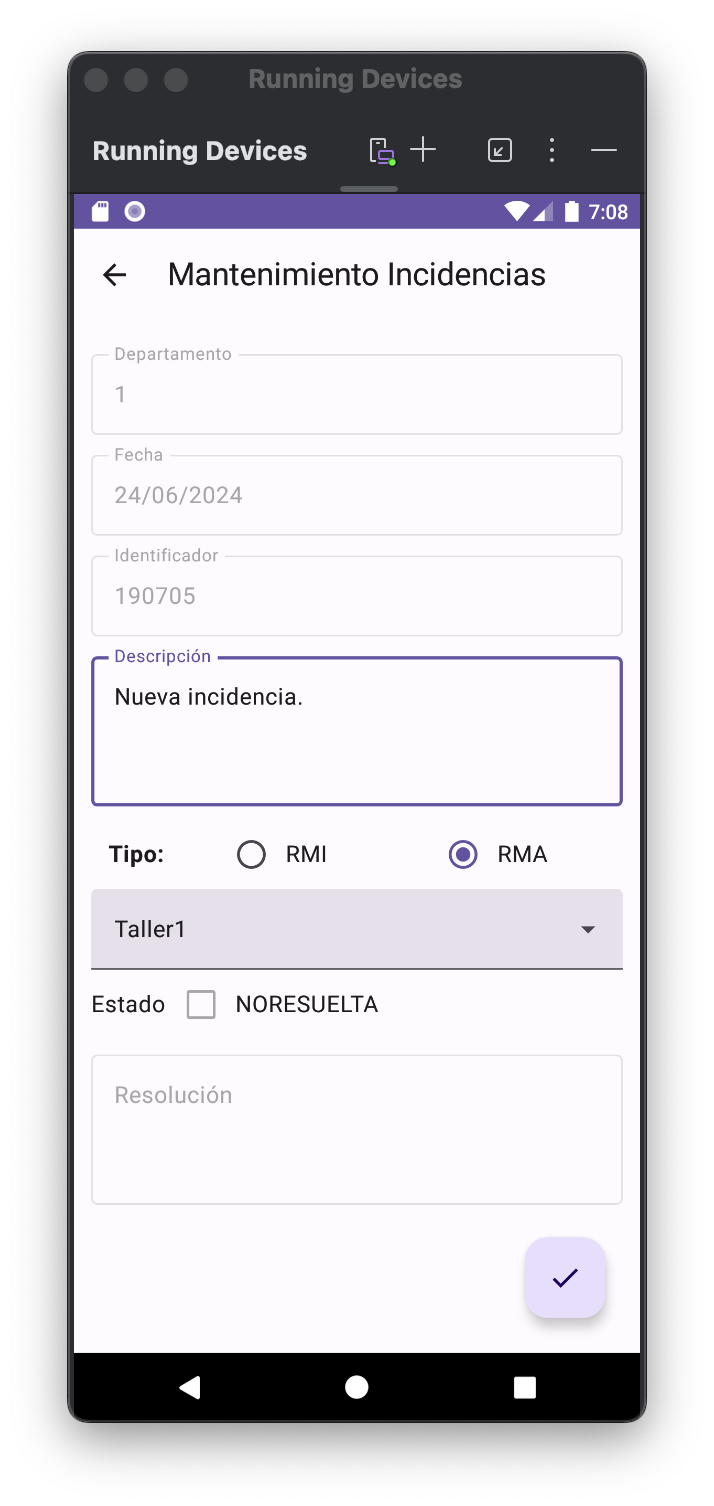 Running Devices
Running Devices
7:08
Mantenimiento Incidencias
Departamento
1
Fecha
24/06/2024
Identificador
190705
Descripción
Nueva incidencia.
Tipo: RMI RMA
Taller1
Estado NORESUELTA
Resolución